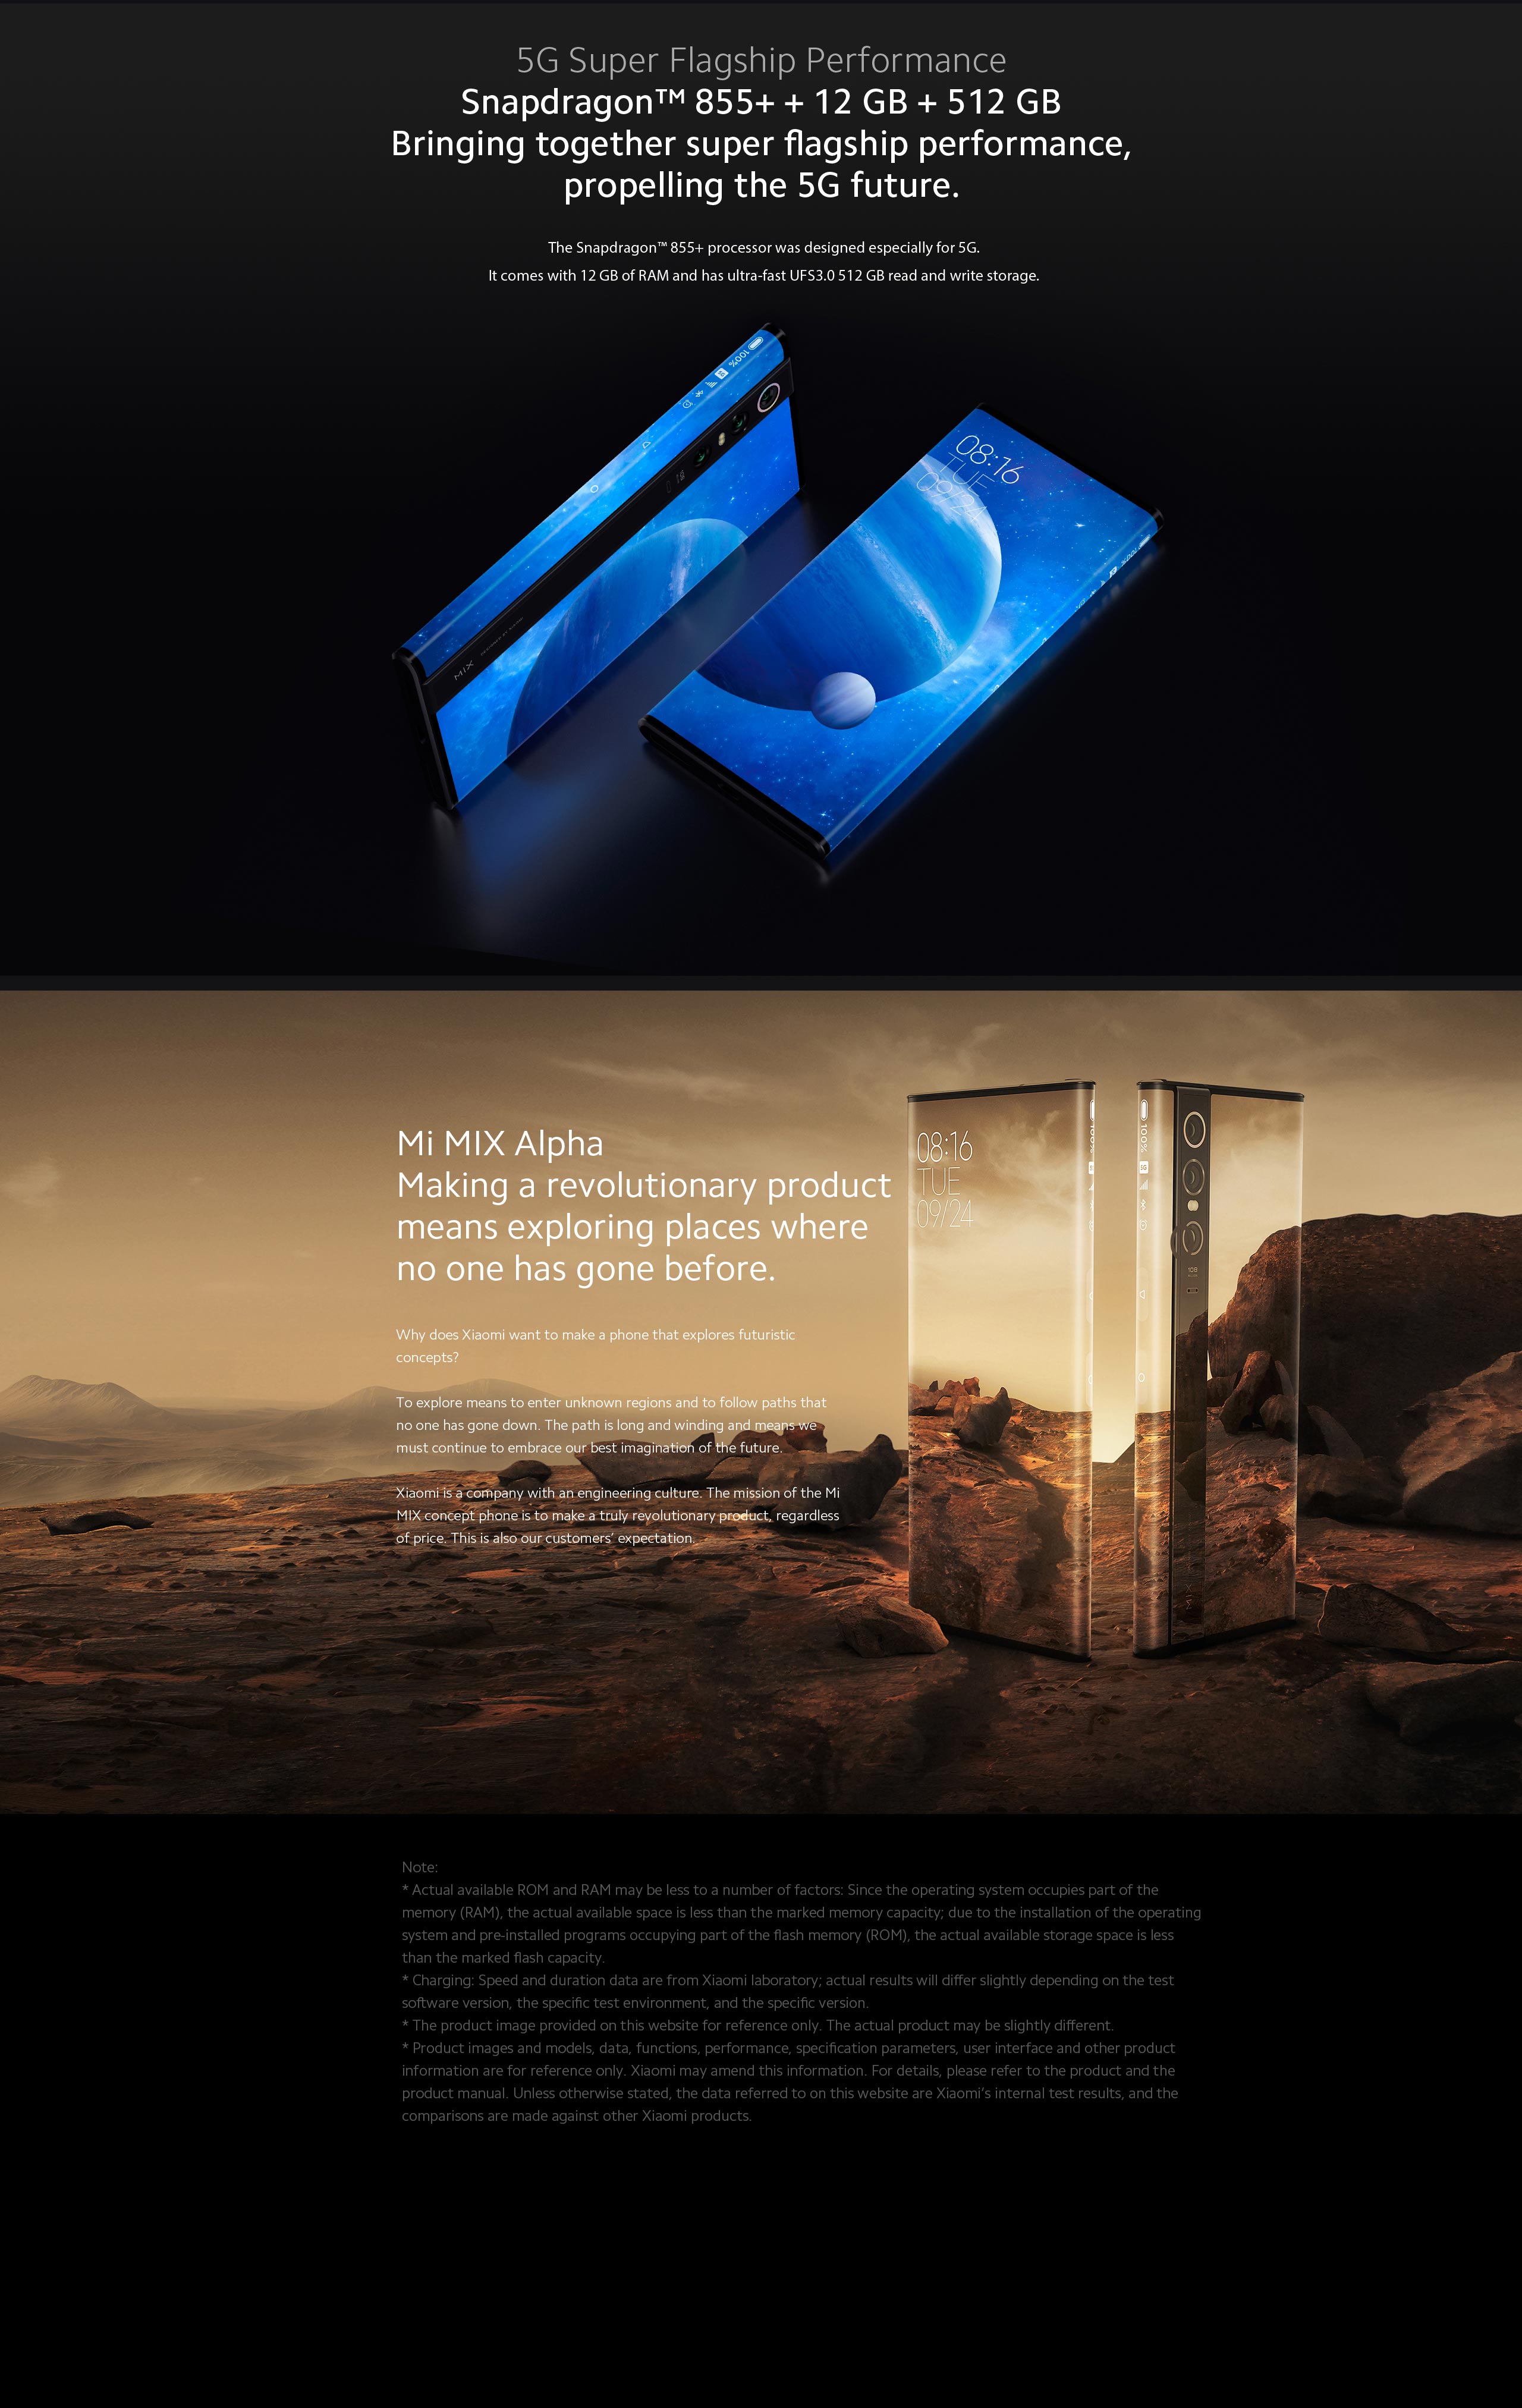 5G Super Flagship Performance
Snapdragon™ 855+ + 12 GB + 512 GB
Bringing together super flagship performance,
propelling the 5G future.
The Snapdragon™ 855+ processor was designed especially for 5G.
It comes with 12 GB of RAM and has ultra-fast UFS3.0 512 GB read and write storage.
100%
MIX
08:16
TUE
09/24
Mi MIX Alpha
Making a revolutionary product
means exploring places where
no one has gone before.
Why does Xiaomi want to make a phone that explores futuristic
concepts?
To explore means to enter unknown regions and to follow paths that
no one has gone down. The path is long and winding and means we
must continue to embrace our best imagination of the future.
Xiaomi is a company with an engineering culture. The mission of the Mi
MIX concept phone is to make a truly revolutionary product, regardless
of price. This is also our customers’ expectation.
08:16
TUE
09/24
100%
5G
108
MIX
Note:
* Actual available ROM and RAM may be less to a number of factors: Since the operating system occupies part of the
memory (RAM), the actual available space is less than the marked memory capacity; due to the installation of the operating
system and pre-installed programs occupying part of the flash memory (ROM), the actual available storage space is less
than the marked flash capacity.
* Charging: Speed and duration data are from Xiaomi laboratory; actual results will differ slightly depending on the test
software version, the specific test environment, and the specific version.
* The product image provided on this website for reference only. The actual product may be slightly different.
* Product images and models, data, functions, performance, specification parameters, user interface and other product
information are for reference only. Xiaomi may amend this information. For details, please refer to the product and the
product manual. Unless otherwise stated, the data referred to on this website are Xiaomi’s internal test results, and the
comparisons are made against other Xiaomi products.